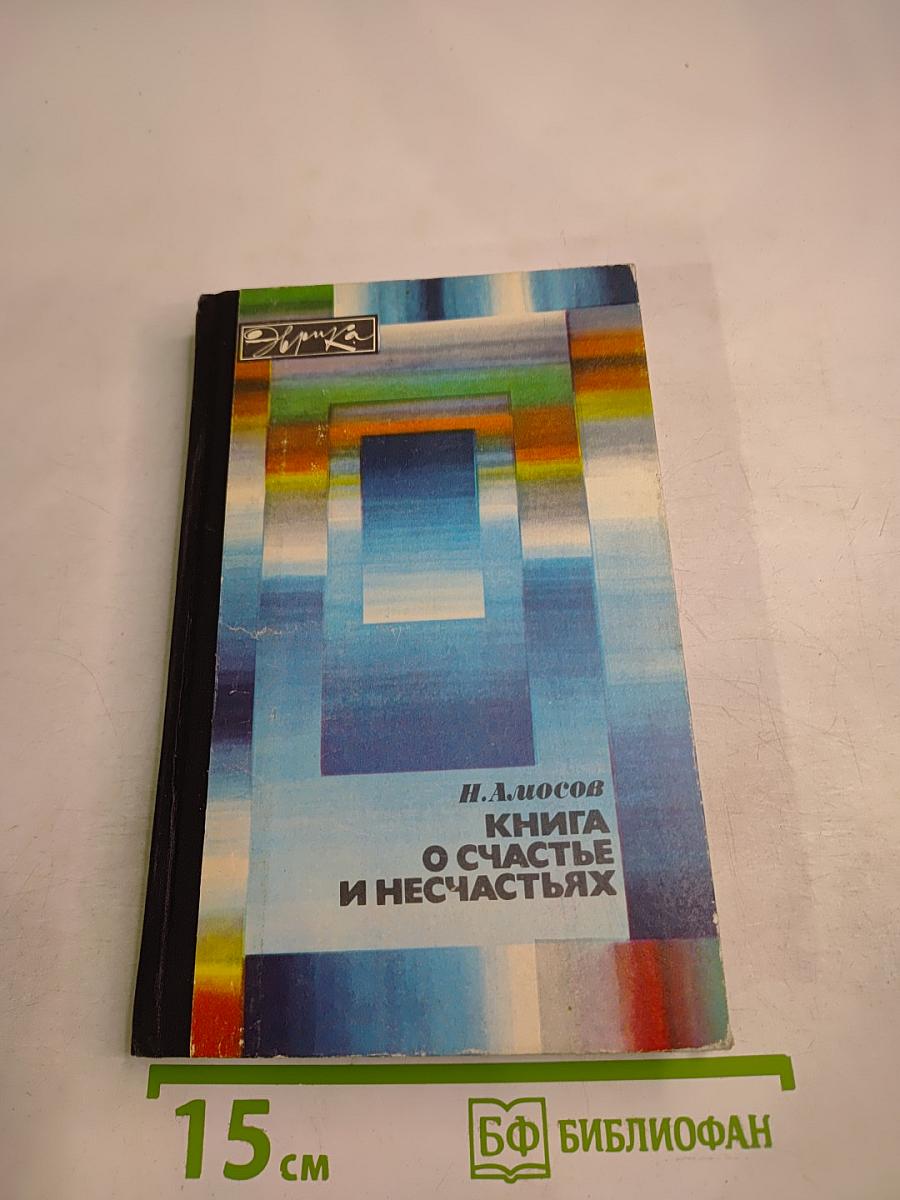 Эврика
Н.Амосов
КНИГА
О СЧАСТЬЕ
И НЕСЧАСТЬЯХ
15 см
БФ БИБЛИОФАН